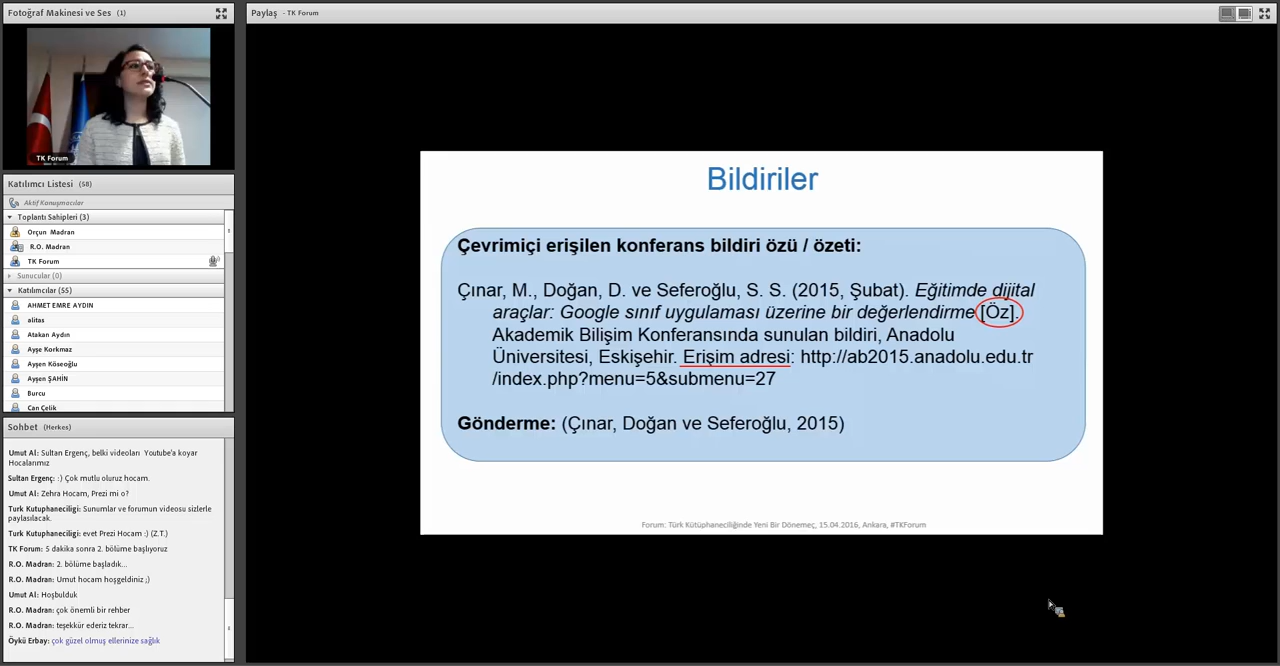 Fotoğraf Makinesi ve Ses (1)
TK Forum
Katılımcı Listesi (58)
Aktif Konuşmacılar
Toplantı Sahipleri (3)
Orçun Madran
R.O. Madran
TK Forum
Sunucular (0)
Katılımcılar (55)
AHMET EMRE AYDIN
alitas
Atakan Aydın
Ayşe Korkmaz
Ayşen Köseoğlu
Ayşen ŞAHİN
Burcu
Can Çelik
Sohbet (Herkes)
Umut Al: Sultan Ergenç, belki videoları Youtube'a koyar
Hocalarımız
Sultan Ergenç: :) Çok mutlu oluruz hocam.
Umut Al: Zehra Hocam, Prezi mi o?
Turk Kutuphaneciligi: Sunumlar ve forumun videosu sizlerle
paylasılacak.
Turk Kutuphaneciligi: evet Prezi Hocam :) (Z.T.)
TK Forum: 5 dakika sonra 2. bölüme başlıyoruz
R.O. Madran: 2. bölüme başladık...
R.O. Madran: Umut hocam hoşgeldiniz ;)
Umut Al: Hoşbulduk
R.O. Madran: çok önemli bir rehber
R.O. Madran: teşekkür ederiz tekrar...
Öykü Erbay: çok güzel olmuş ellerinize sağlık
Paylaş - TK Forum
Bildiriler
Çevrimiçi erişilen konferans bildiri özü / özeti:
Çınar, M., Doğan, D. ve Seferoğlu, S. S. (2015, Şubat). Eğitimde dijital
araçlar: Google sınıf uygulaması üzerine bir değerlendirme [Öz].
Akademik Bilişim Konferansında sunulan bildiri, Anadolu
Üniversitesi, Eskişehir. Erişim adresi: http://ab2015.anadolu.edu.tr
/index.php?menu=5&submenu=27
Gönderme: (Çınar, Doğan ve Seferoğlu, 2015)
Forum: Türk Kütüphaneciliğinde Yeni Bir Dönemeç, 15.04.2016, Ankara, #TKForum